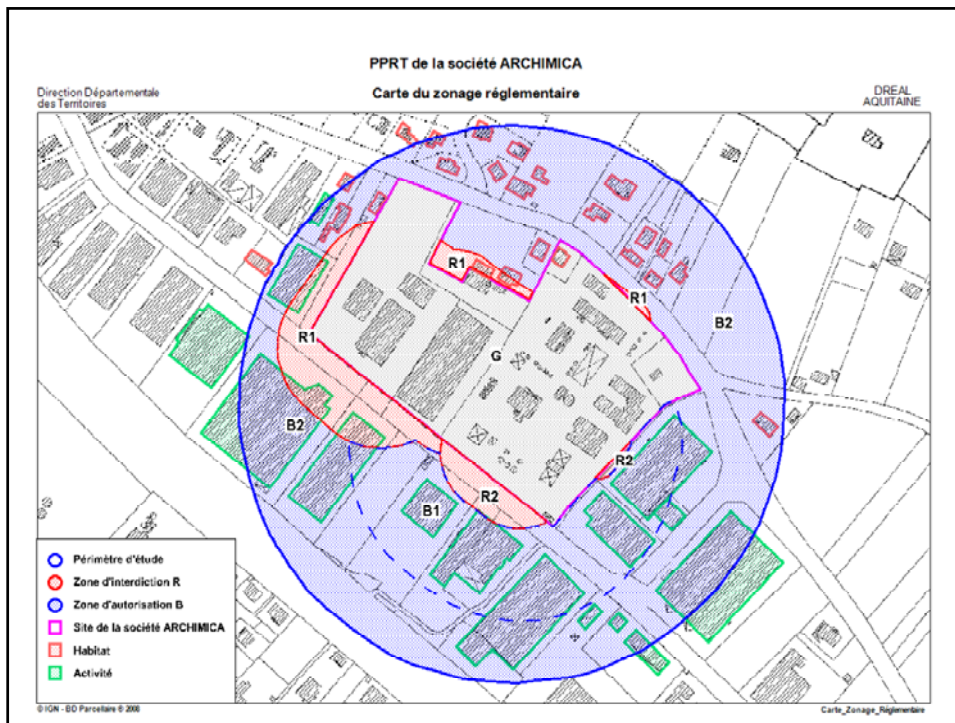 PPRT de la société ARCHIMICA
Direction Départementale
des Territoires
Carte du zonage réglementaire
DREAL
AQUITAINE
R1
R1
R1
B2
G
B2
R2
R2
B1
Périmètre d'étude
Zone d'interdiction R
Zone d'autorisation B
Site de la société ARCHIMICA
Habitat
Activité
© IGN - BD Parcellaire ® 2008
Carte_Zonage_Réglementaire